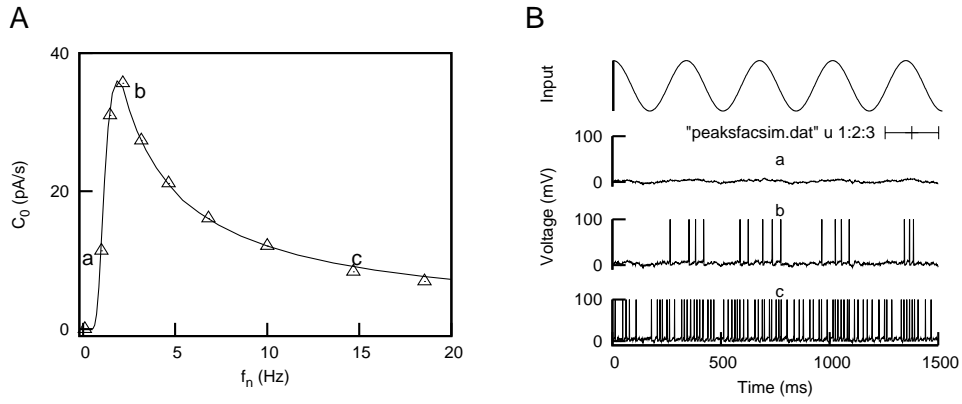 A
C0 (pA/s)
40
20
0
a
b
c
0 5 10 15 20
fn (Hz)
B
Input
"peaksfacsim.dat" u 1:2:3
Voltage (mV)
100
a
0
100
b
0
100
c
0
0 500 1000 1500
Time (ms)